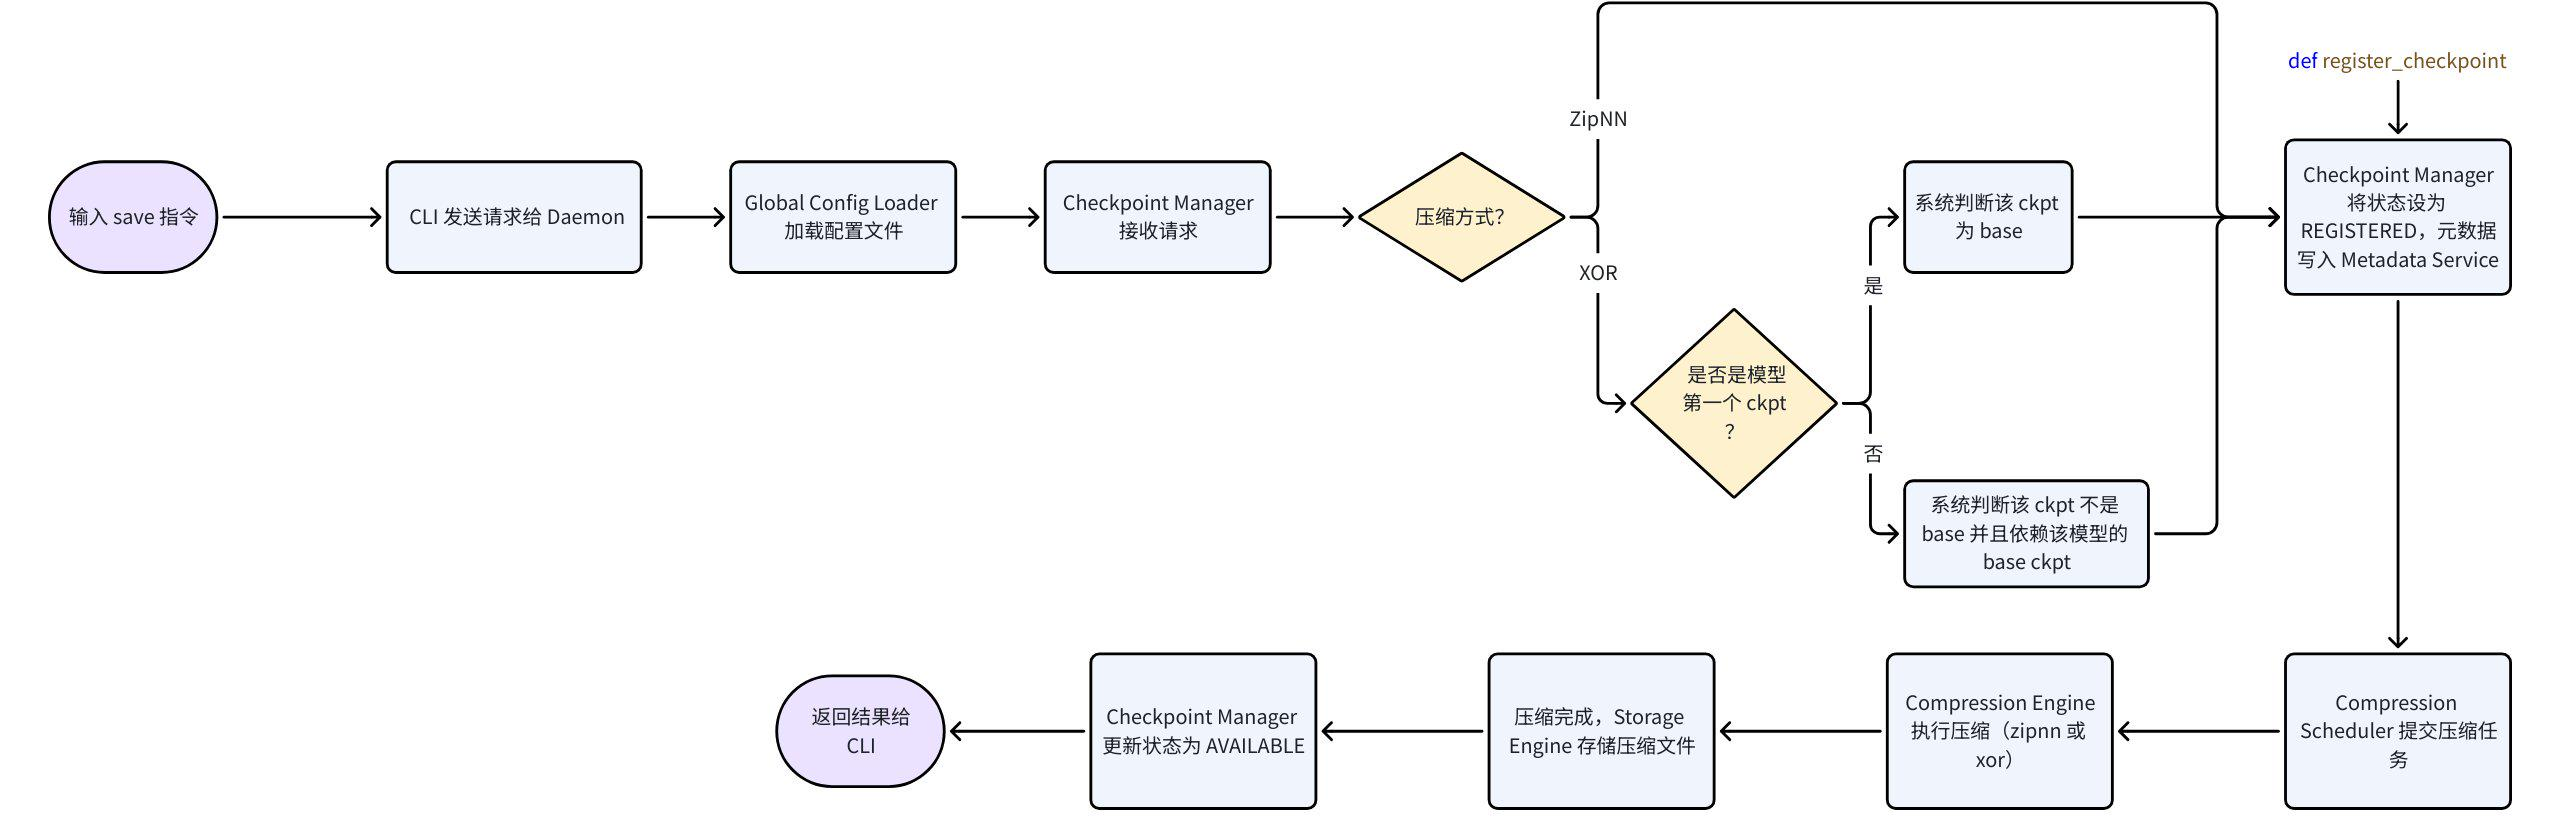 输入 save 指令
CLI 发送请求给 Daemon
Global Config Loader
加载配置文件
Checkpoint Manager
接收请求
压缩方式？
ZipNN
XOR
是否是模型
第一个 ckpt
？
是
否
系统判断该 ckpt
为 base
系统判断该 ckpt 不是
base 并且依赖该模型的
base ckpt
def register_checkpoint
Checkpoint Manager
将状态设为
REGISTERED，元数据
写入 Metadata Service
Compression
Scheduler 提交压缩任
务
Compression Engine
执行压缩（zipnn 或
xor）
压缩完成，Storage
Engine 存储压缩文件
Checkpoint Manager
更新状态为 AVAILABLE
返回结果给
CLI